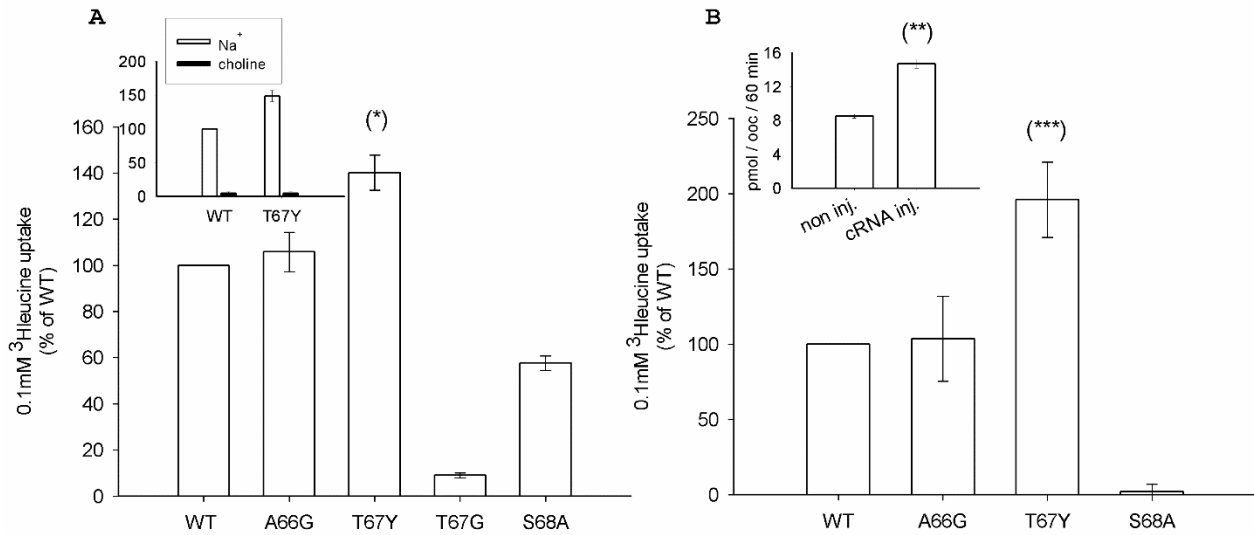 A
Na+
choline
200
150
100
50
0
WT T67Y
160
140
120
100
80
60
40
20
0
(*)
0.1mM 3Hleucine uptake
(% of WT)
WT A66G T67Y T67G S68A
B
(**)
16
12
8
4
0
pmol / ooc / 60 min
non inj. cRNA inj.
250
200
150
100
50
0
(***)
0.1mM 3Hleucine uptake
(% of WT)
WT A66G T67Y S68A